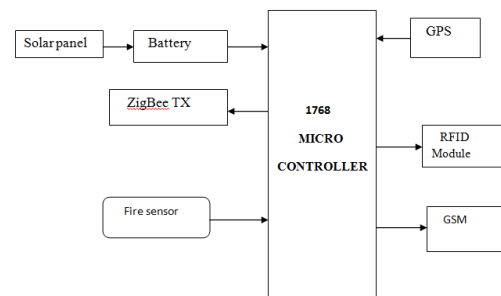 Solar panel
Battery
GPS
ZigBee TX
1768
MICRO
CONTROLLER
RFID
Module
Fire sensor
GSM